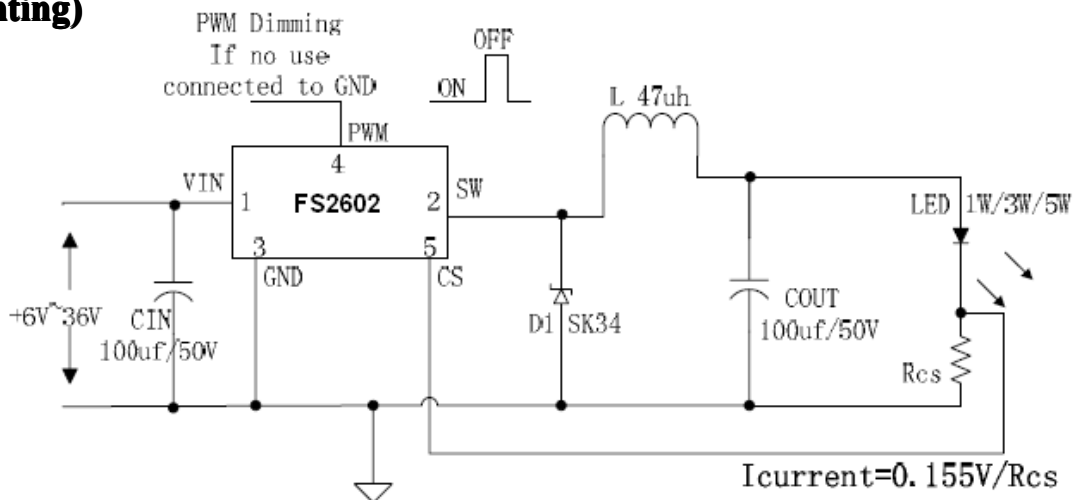 nting)
PWM Dimming
If no use
connected to GND
OFF
ON
L 47uh
PWM
4
VIN
1
FS2602
2
SW
3
5
GND
CS
LED
1W/3W/5W
+6V~36V
CIN
100uf/50V
D1
SK34
COUT
100uf/50V
Rcs
Icurrent=0.155V/Rcs